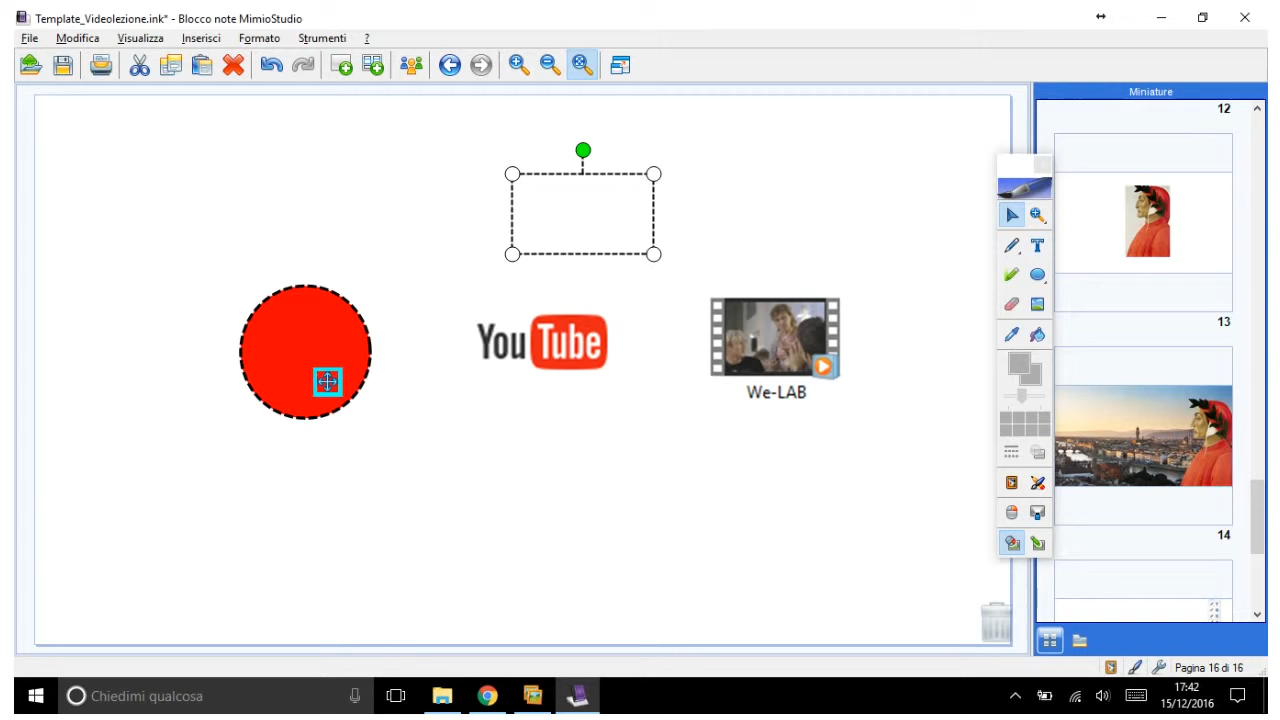 Template_Videolezione.ink* - Blocco note MimioStudio
File Modifica Visualizza Inserisci Formato Strumenti ?
Miniature
12
13
14
YouTube
We-LAB
Pagina 16 di 16
Chiedimi qualcosa
17:42
15/12/2016